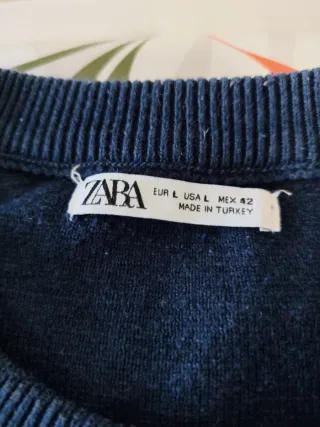 ZARA
EUR L USA L MEX 42
MADE IN TURKEY